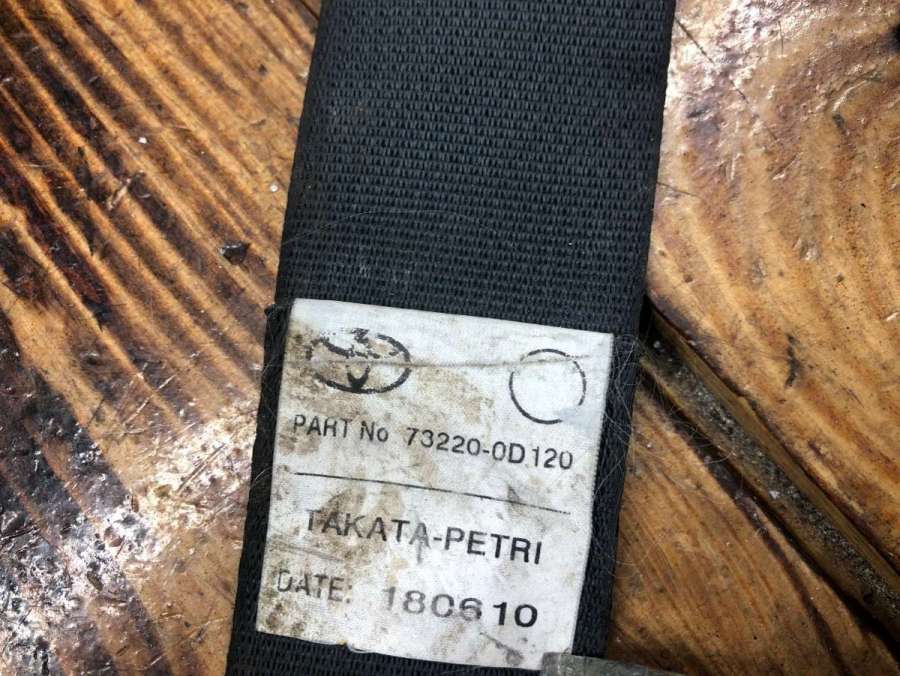 PART No 73220-0D120
TAKATA-PETRI
DATE: 180610